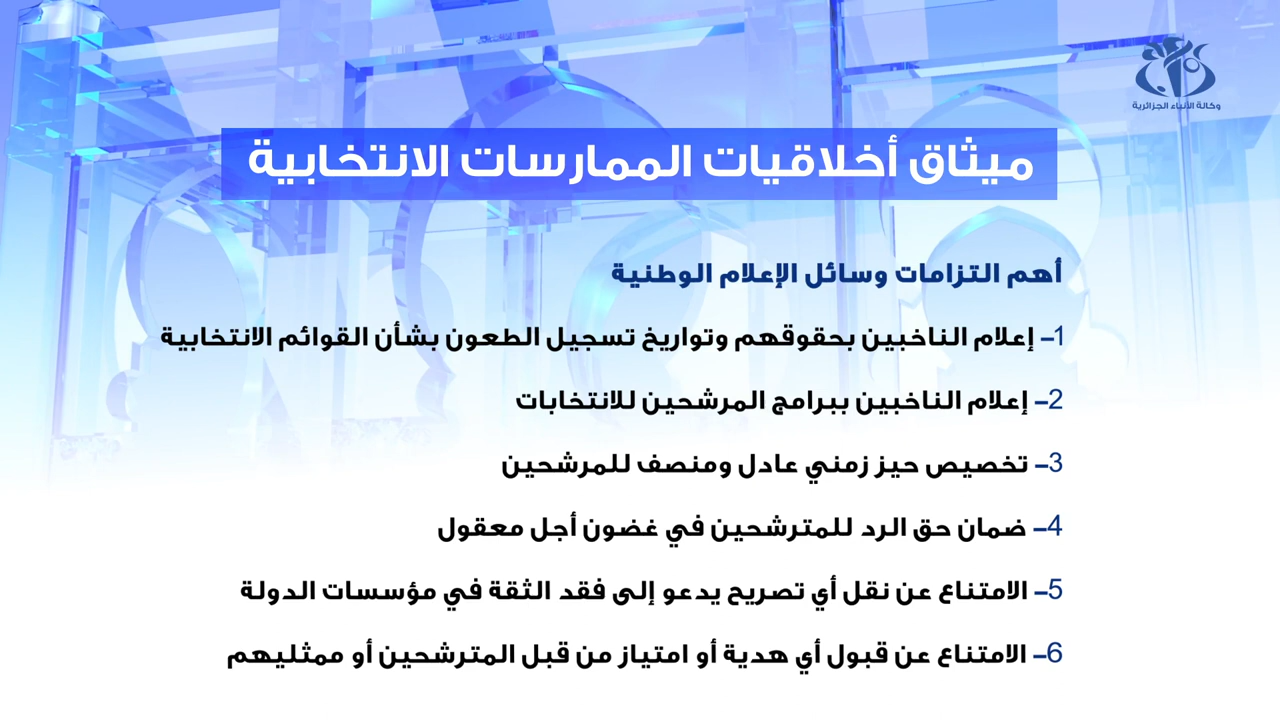 وكالة الأنباء الجزائرية
ميثاق أخلاقيات الممارسات الانتخابية
أهم التزامات وسائل الإعلام الوطنية
1– إعلام الناخبين بحقوقهم وتواريخ تسجيل الطعون بشأن القوائم الانتخابية
2– إعلام الناخبين ببرامج المرشحين للانتخابات
3– تخصيص حيز زمني عادل ومنصف للمرشحين
4– ضمان حق الرد للمترشحين في غضون أجل معقول
5– الامتناع عن نقل أي تصريح يدعو إلى فقد الثقة في مؤسسات الدولة
6– الامتناع عن قبول أي هدية أو امتياز من قبل المترشحين أو ممثليهم